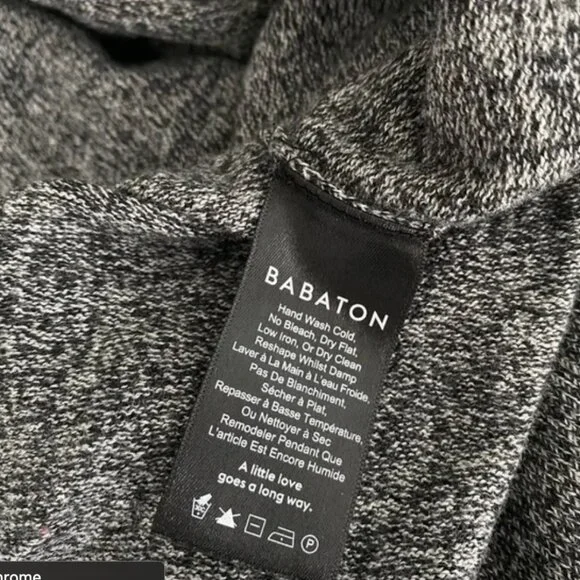 BABATON
Hand Wash Cold.
No Bleach, Dry Flat,
Low Iron, Or Dry Clean
Reshape Whilst Damp
Laver à La Main à L'eau Froide,
Pas De Blanchiment,
Sécher à Plat,
Repasser à Basse Température,
Ou Nettoyer à Sec
Remodeler Pendant Que
L'article Est Encore Humide
A little love
goes a long way.
P